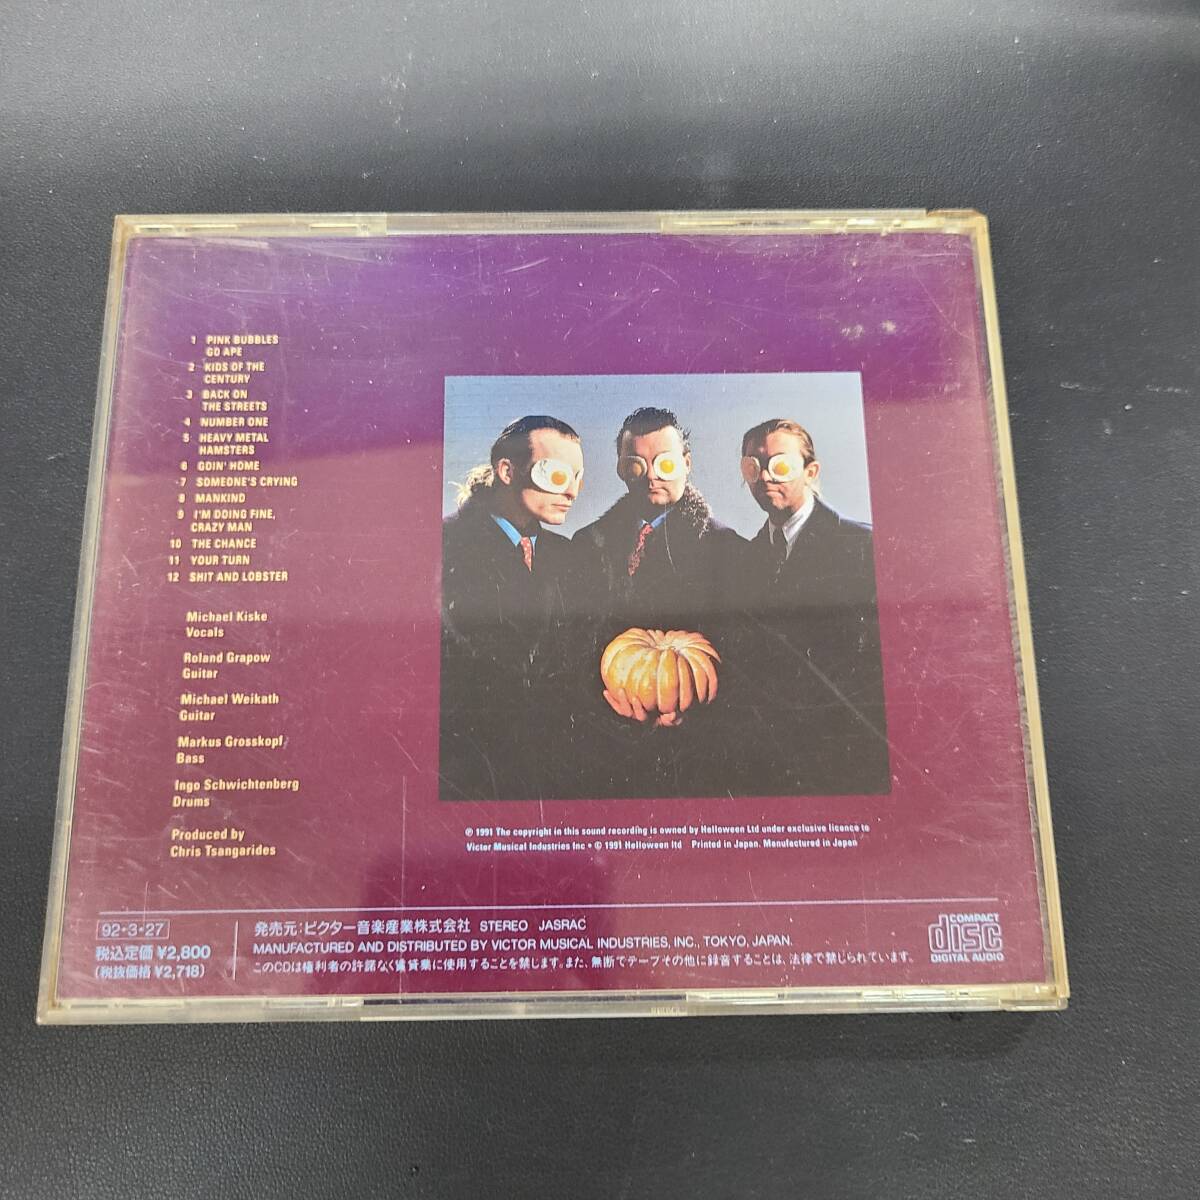 1 PINK BUBBLES
GO APE
2 KIDS OF THE
CENTURY
3 BACK ON
THE STREETS
4 NUMBER ONE
5 HEAVY METAL
HAMSTERS
6 GOIN' HOME
7 SOMEONE'S CRYING
8 MANKIND
9 I'M DOING FINE,
CRAZY MAN
10 THE CHANCE
11 YOUR TURN
12 SHIT AND LOBSTER
Michael Kiske
Vocals
Roland Grapow
Guitar
Michael Weikath
Guitar
Markus Grosskopf
Bass
Ingo Schwichtenberg
Drums
Produced by
Chris Tsangarides
℗ 1991 The copyright in this sound recording is owned by Helloween Ltd under exclusive licence to
Victor Musical Industries Inc • © 1991 Helloween ltd Printed in Japan. Manufactured in Japan
92・3・27
税込定価 ¥2,800
(税抜価格 ¥2,718)
発売元:ビクター音楽産業株式会社 STEREO JASRAC
MANUFACTURED AND DISTRIBUTED BY VICTOR MUSICAL INDUSTRIES, INC., TOKYO, JAPAN.
このCDは権利者の許諾なく賃貸業に使用することを禁じます。また、無断でテープその他に録音することは、法律で禁じられています。
COMPACT
disc
DIGITAL AUDIO